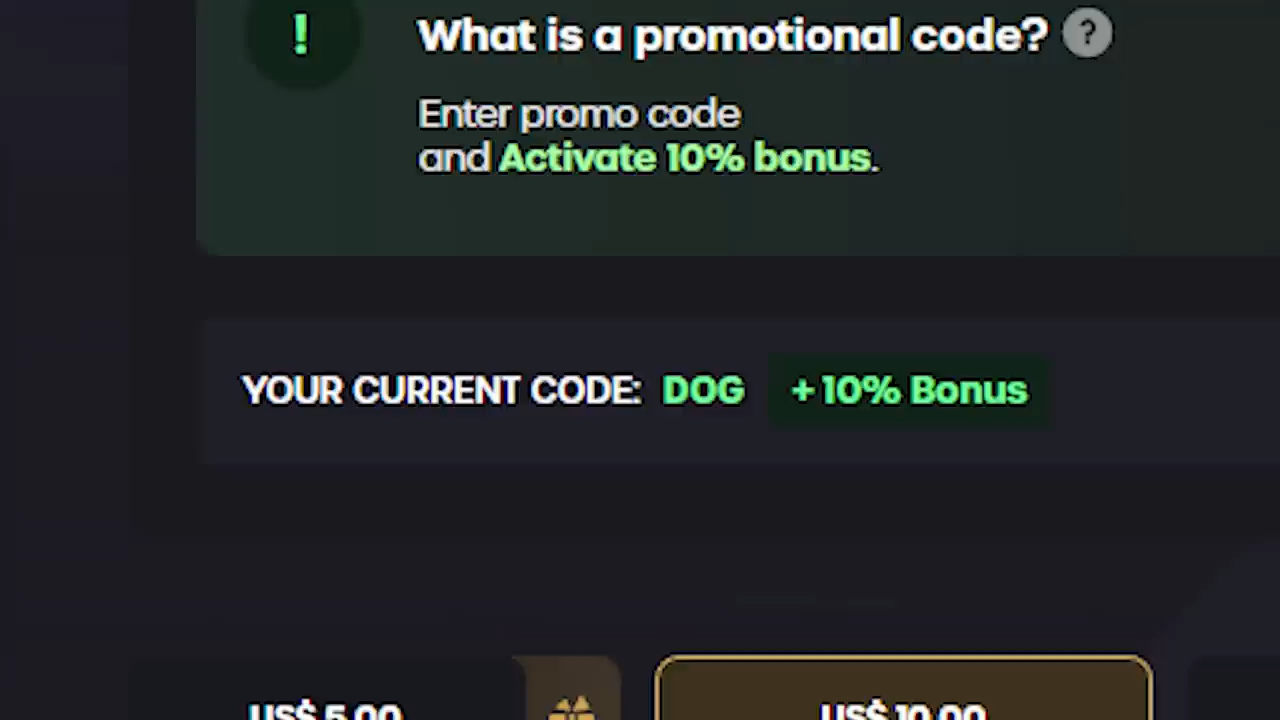 !
What is a promotional code? ?
Enter promo code
and Activate 10% bonus.
YOUR CURRENT CODE: DOG + 10% Bonus
US$ 5.00 US$ 10.00